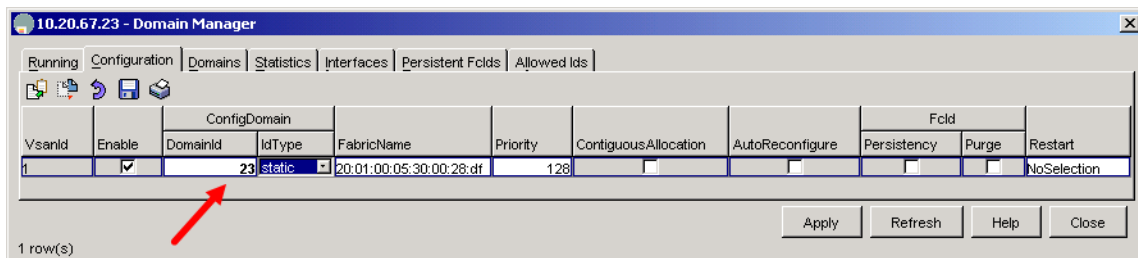 10.20.67.23 - Domain Manager
Running Configuration Domains Statistics Interfaces Persistent FcIds Allowed Ids
ConfigDomain FcId
VsanId Enable DomainId IdType FabricName Priority ContiguousAllocation AutoReconfigure Persistency Purge Restart
1 23 static 20:01:00:05:30:00:28:df 128 NoSelection
Apply Refresh Help Close
1 row(s)